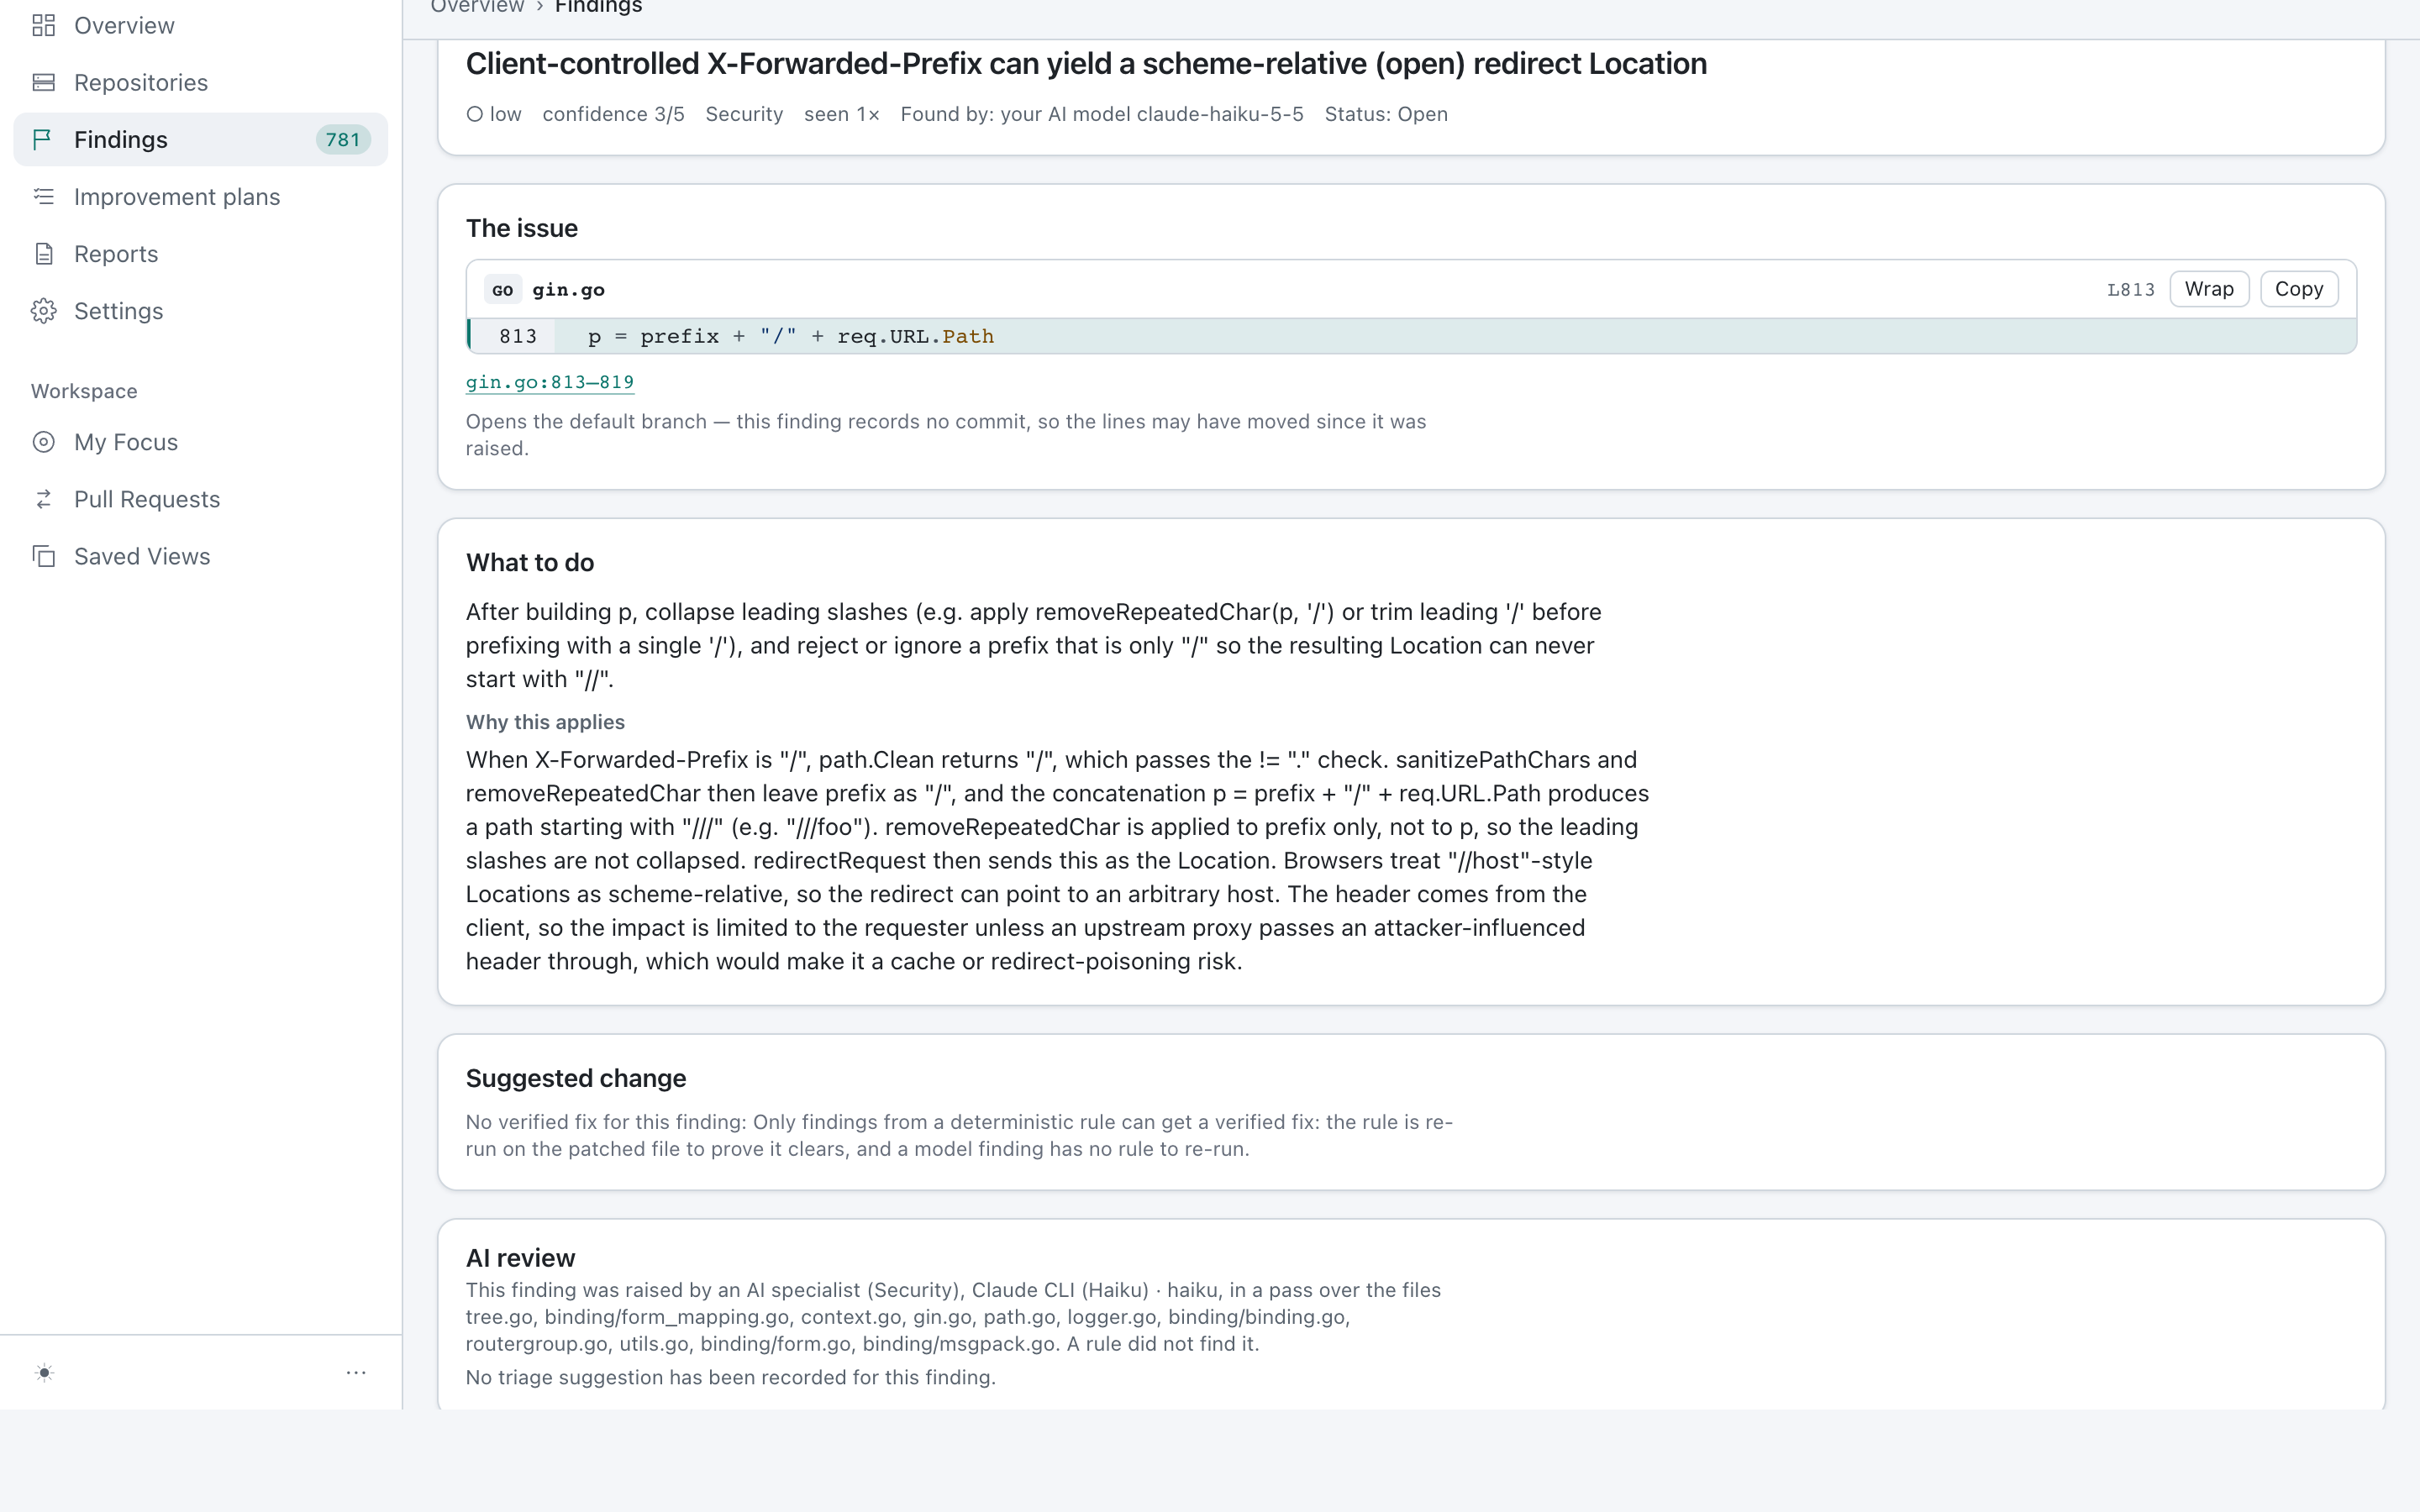 Overview
Repositories
Findings 781
Improvement plans
Reports
Settings
Workspace
My Focus
Pull Requests
Saved Views
...
Overview › Findings
Client-controlled X-Forwarded-Prefix can yield a scheme-relative (open) redirect Location
low confidence 3/5 Security seen 1× Found by: your AI model claude-haiku-5-5 Status: Open
The issue
GO gin.go L813 Wrap Copy
813 p = prefix + "/" + req.URL.Path
gin.go:813–819
Opens the default branch — this finding records no commit, so the lines may have moved since it was
raised.
What to do
After building p, collapse leading slashes (e.g. apply removeRepeatedChar(p, '/') or trim leading '/' before
prefixing with a single '/'), and reject or ignore a prefix that is only "/" so the resulting Location can never
start with "//".
Why this applies
When X-Forwarded-Prefix is "/", path.Clean returns "/", which passes the != "." check. sanitizePathChars and
removeRepeatedChar then leave prefix as "/", and the concatenation p = prefix + "/" + req.URL.Path produces
a path starting with "///" (e.g. "///foo"). removeRepeatedChar is applied to prefix only, not to p, so the leading
slashes are not collapsed. redirectRequest then sends this as the Location. Browsers treat "//host"-style
Locations as scheme-relative, so the redirect can point to an arbitrary host. The header comes from the
client, so the impact is limited to the requester unless an upstream proxy passes an attacker-influenced
header through, which would make it a cache or redirect-poisoning risk.
Suggested change
No verified fix for this finding: Only findings from a deterministic rule can get a verified fix: the rule is re-
run on the patched file to prove it clears, and a model finding has no rule to re-run.
AI review
This finding was raised by an AI specialist (Security), Claude CLI (Haiku) · haiku, in a pass over the files
tree.go, binding/form_mapping.go, context.go, gin.go, path.go, logger.go, binding/binding.go,
routergroup.go, utils.go, binding/form.go, binding/msgpack.go. A rule did not find it.
No triage suggestion has been recorded for this finding.